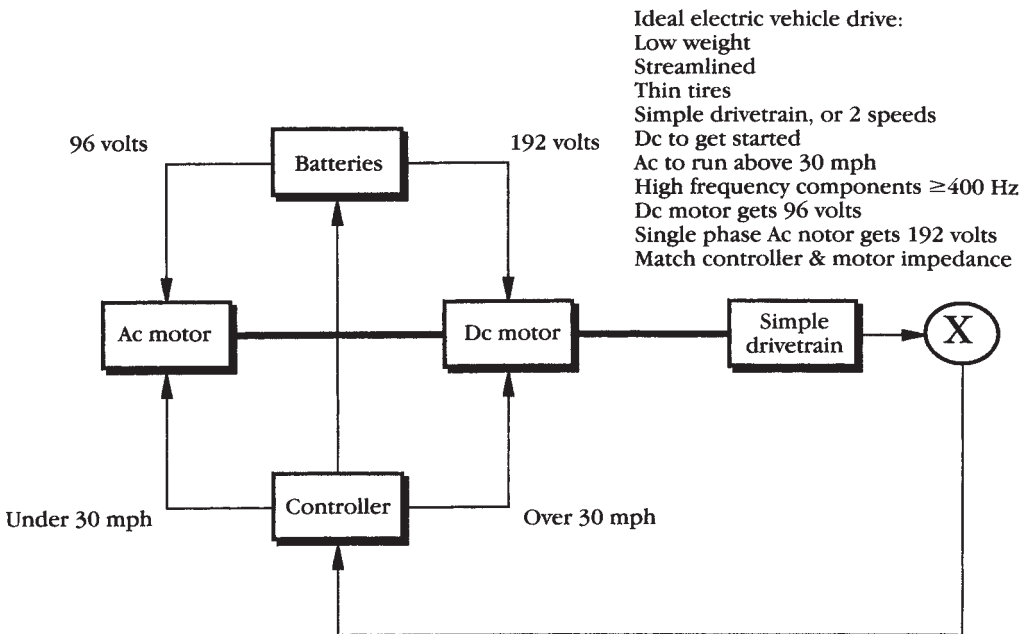 Ideal electric vehicle drive:
Low weight
Streamlined
Thin tires
Simple drivetrain, or 2 speeds
Dc to get started
Ac to run above 30 mph
High frequency components ≥400 Hz
Dc motor gets 96 volts
Single phase Ac notor gets 192 volts
Match controller & motor impedance
96 volts
Batteries
192 volts
Ac motor
Dc motor
Simple
drivetrain
X
Under 30 mph
Controller
Over 30 mph